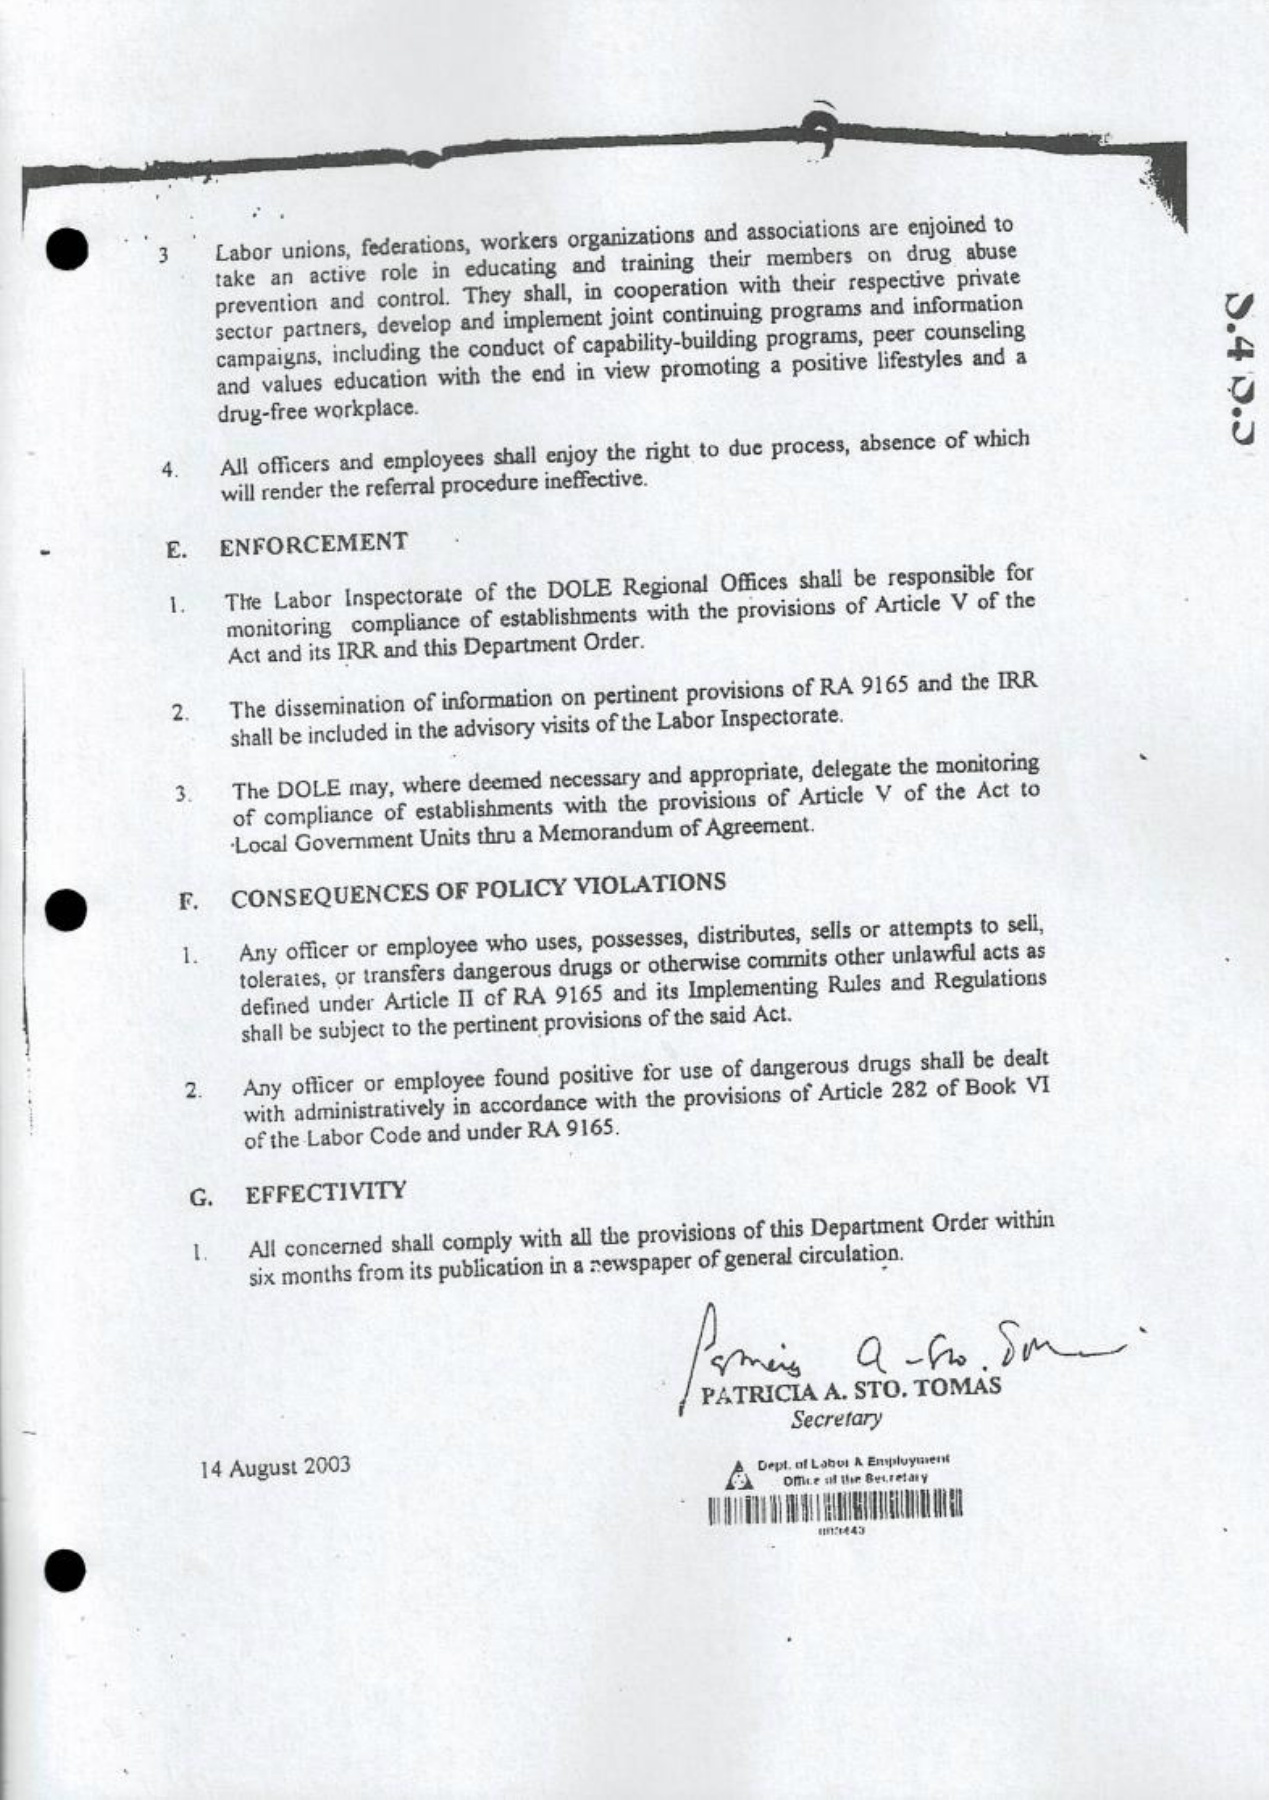 3 Labor unions, federations, workers organizations and associations are enjoined to
take an active role in educating and training their members on drug abuse
prevention and control. They shall, in cooperation with their respective private
sector partners, develop and implement joint continuing programs and information
campaigns, including the conduct of capability-building programs, peer counseling
and values education with the end in view promoting a positive lifestyles and a
drug-free workplace.
4. All officers and employees shall enjoy the right to due process, absence of which
will render the referral procedure ineffective.
E. ENFORCEMENT
1. The Labor Inspectorate of the DOLE Regional Offices shall be responsible for
monitoring compliance of establishments with the provisions of Article V of the
Act and its IRR and this Department Order.
2. The dissemination of information on pertinent provisions of RA 9165 and the IRR
shall be included in the advisory visits of the Labor Inspectorate.
3. The DOLE may, where deemed necessary and appropriate, delegate the monitoring
of compliance of establishments with the provisions of Article V of the Act to
Local Government Units thru a Memorandum of Agreement.
F. CONSEQUENCES OF POLICY VIOLATIONS
1. Any officer or employee who uses, possesses, distributes, sells or attempts to sell,
tolerates, or transfers dangerous drugs or otherwise commits other unlawful acts as
defined under Article II of RA 9165 and its Implementing Rules and Regulations
shall be subject to the pertinent provisions of the said Act.
2. Any officer or employee found positive for use of dangerous drugs shall be dealt
with administratively in accordance with the provisions of Article 282 of Book VI
of the Labor Code and under RA 9165.
G. EFFECTIVITY
1. All concerned shall comply with all the provisions of this Department Order within
six months from its publication in a newspaper of general circulation.
Patricia A. Sto. Tomas
PATRICIA A. STO. TOMAS
Secretary
14 August 2003
Dept. of Labor & Employment
Office of the Secretary